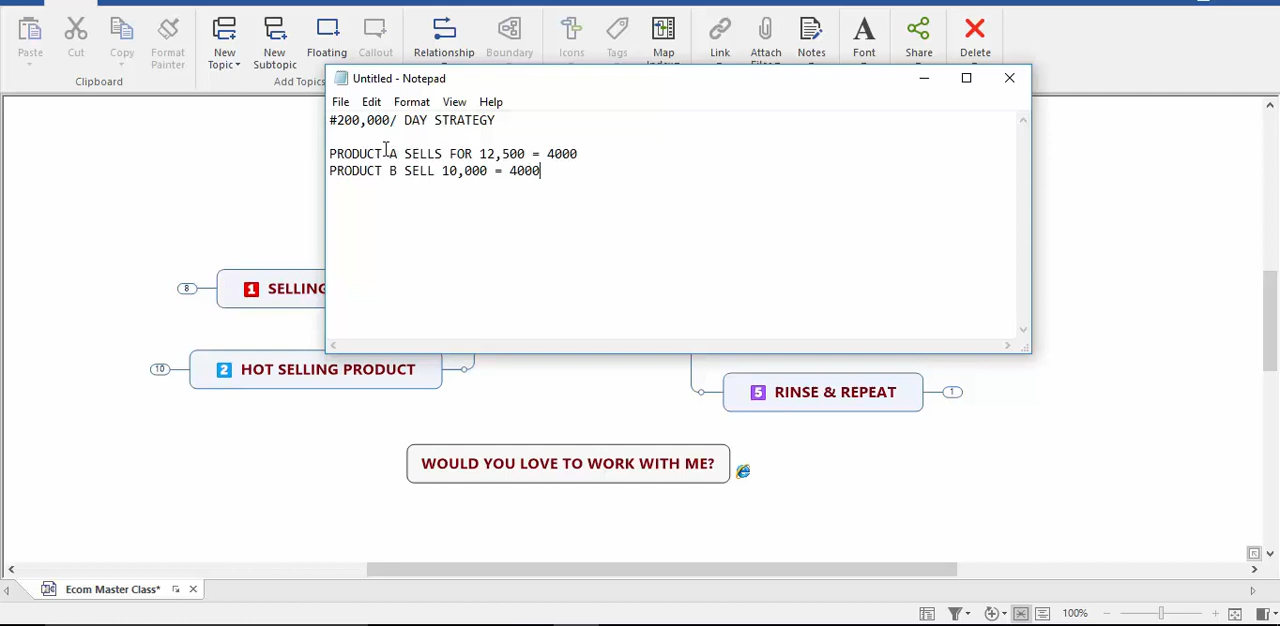 Paste
Cut
Copy
Format Painter
Clipboard
New Topic
New Subtopic
Floating
Callout
Add Topics
Relationship
Boundary
Icons
Tags
Map
Link
Attach
Notes
Font
Share
Delete
Untitled - Notepad
File Edit Format View Help
#200,000/ DAY STRATEGY
PRODUCT A SELLS FOR 12,500 = 4000
PRODUCT B SELL 10,000 = 4000
8
1 SELLING
10
2 HOT SELLING PRODUCT
5 RINSE & REPEAT
1
WOULD YOU LOVE TO WORK WITH ME?
Ecom Master Class*
100%